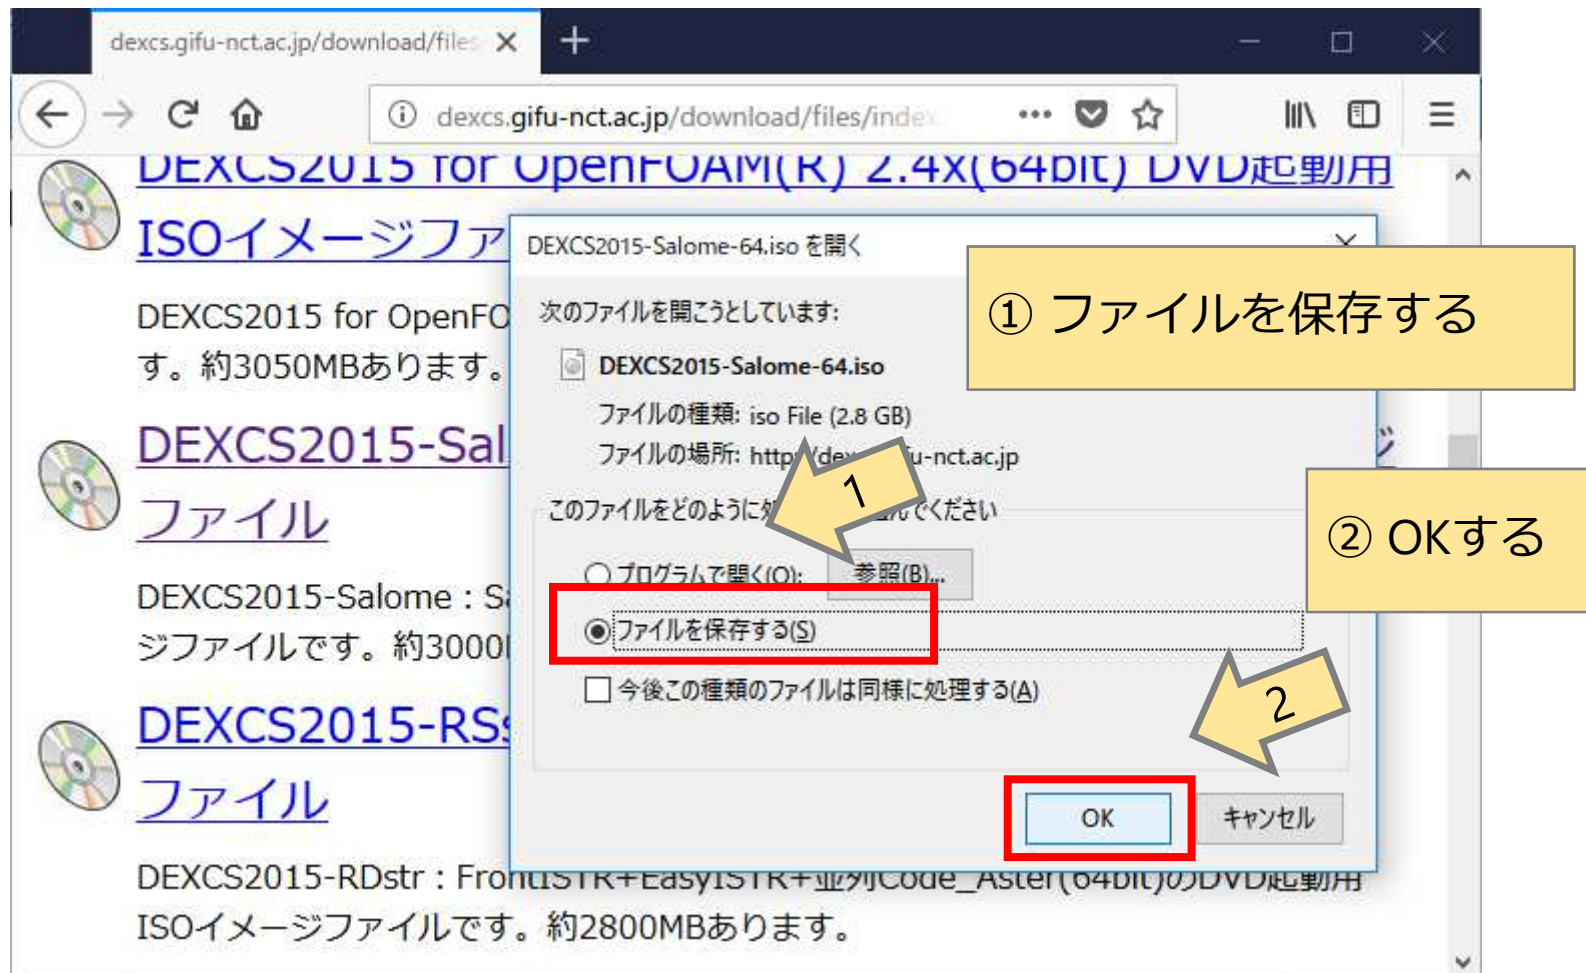 dexcs.gifu-nct.ac.jp/download/files
dexcs.gifu-nct.ac.jp/download/files/index
DEXCS2015 for OpenFOAM(R) 2.4x(64bit) DVD起動用
ISOイメージファ
DEXCS2015 for OpenFO
す。約3050MBあります。
DEXCS2015-Sal
ジ
ファイル
DEXCS2015-Salome : Sa
ジファイルです。約3000
DEXCS2015-RSs
ファイル
DEXCS2015-RDstr : FrontISTR+EasyISTR+並列Code_Aster(64bit)のDVD起動用
ISOイメージファイルです。約2800MBあります。
DEXCS2015-Salome-64.iso を開く
次のファイルを開こうとしています:
DEXCS2015-Salome-64.iso
ファイルの種類: iso File (2.8 GB)
ファイルの場所: http dex u-nct.ac.jp
このファイルをどのように んでください
プログラムで開く(O): 参照(B)...
ファイルを保存する(S)
今後この種類のファイルは同様に処理する(A)
OK キャンセル
① ファイルを保存する
② OKする
1
2